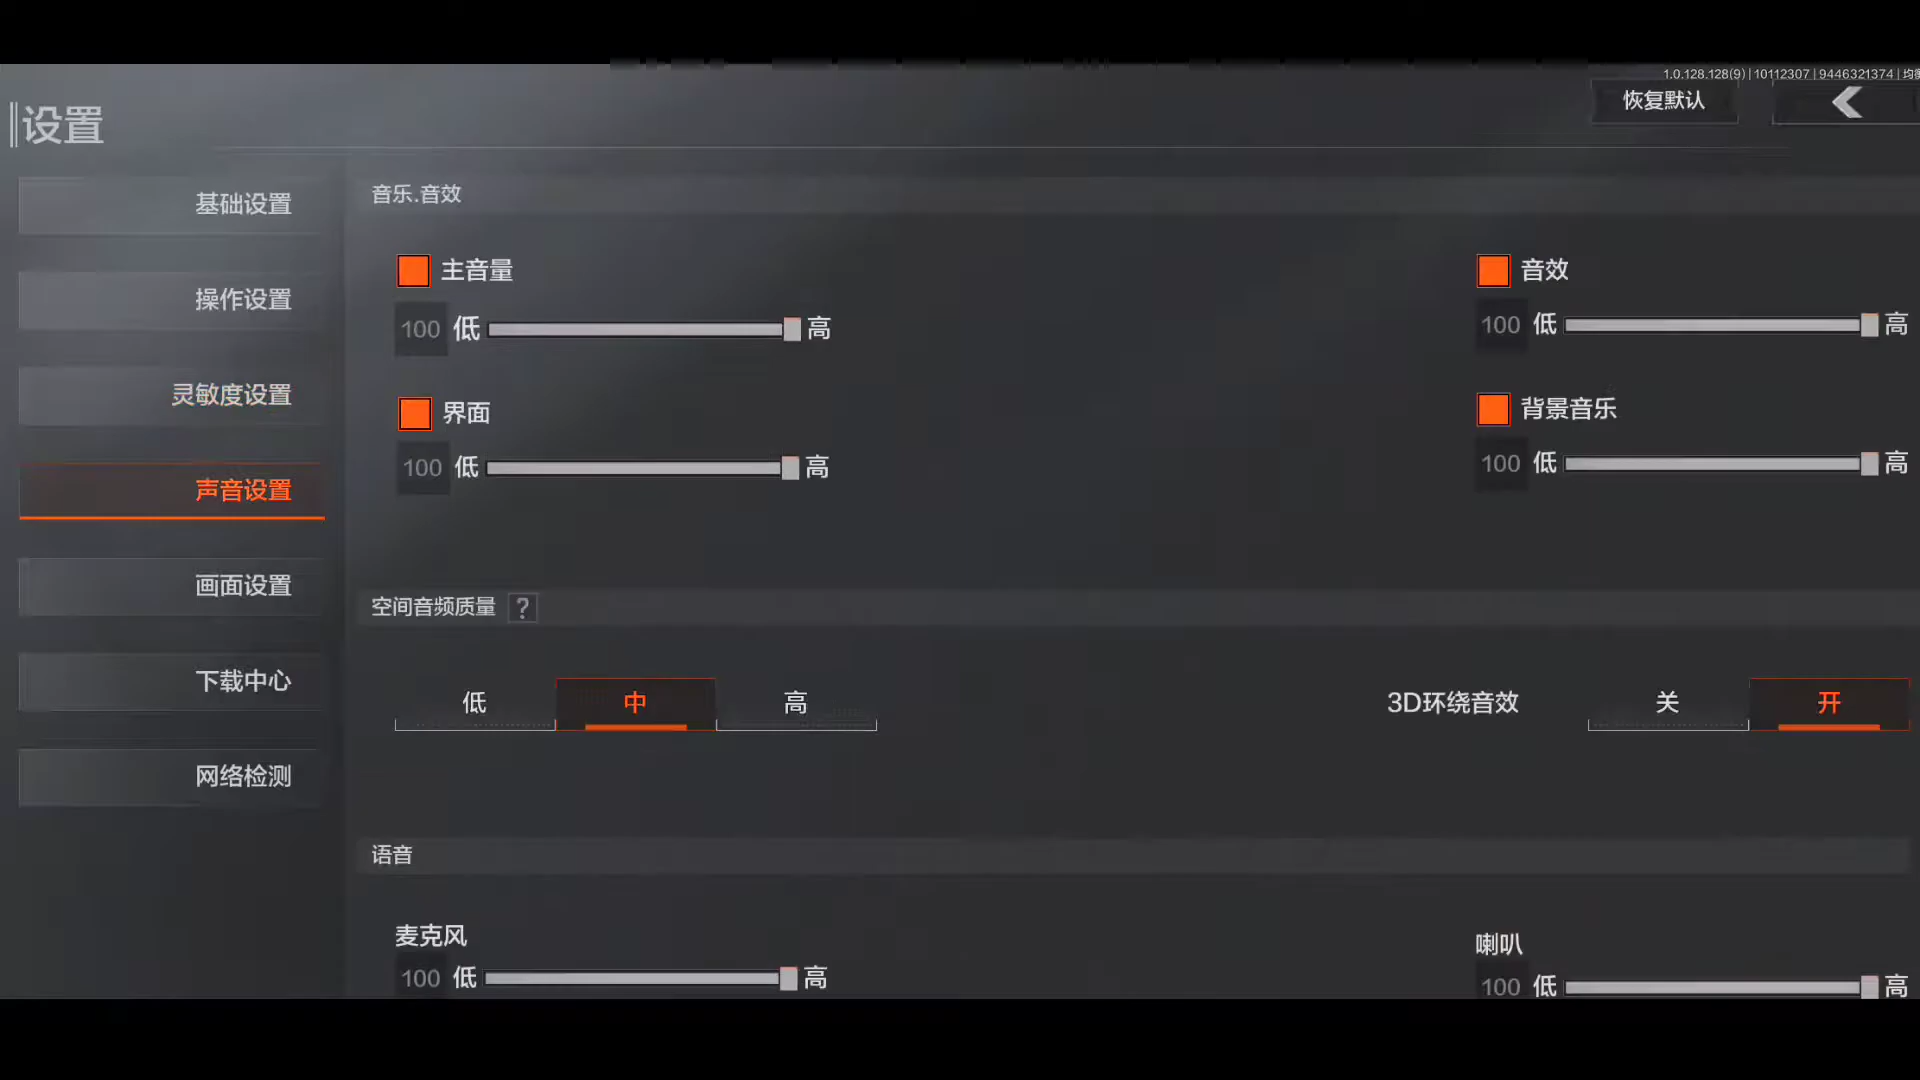 1.0.128.128(9) | 10112307 | 9446321374 | 均衡
设置
恢复默认
基础设置
操作设置
灵敏度设置
声音设置
画面设置
下载中心
网络检测
音乐.音效
主音量
100 低 高
音效
100 低 高
界面
100 低 高
背景音乐
100 低 高
空间音频质量 ?
低 中 高
3D环绕音效 关 开
语音
麦克风
100 低 高
喇叭
100 低 高